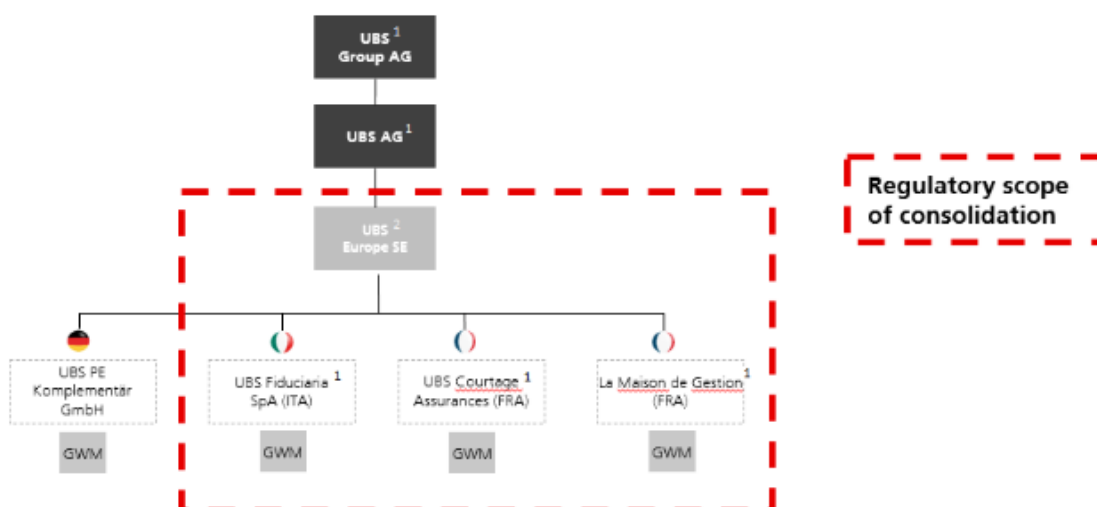 UBS 1
Group AG
UBS AG 1
Regulatory scope
of consolidation
UBS 2
Europe SE
UBS PE
Komplementär
GmbH
GWM
UBS Fiduciaria 1
SpA (ITA)
GWM
UBS Courtage 1
Assurances (FRA)
GWM
La Maison de Gestion 1
(FRA)
GWM